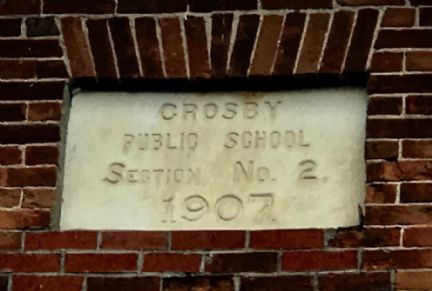 CROSBY
PUBLIC SCHOOL
SECTION No. 2.
1907.